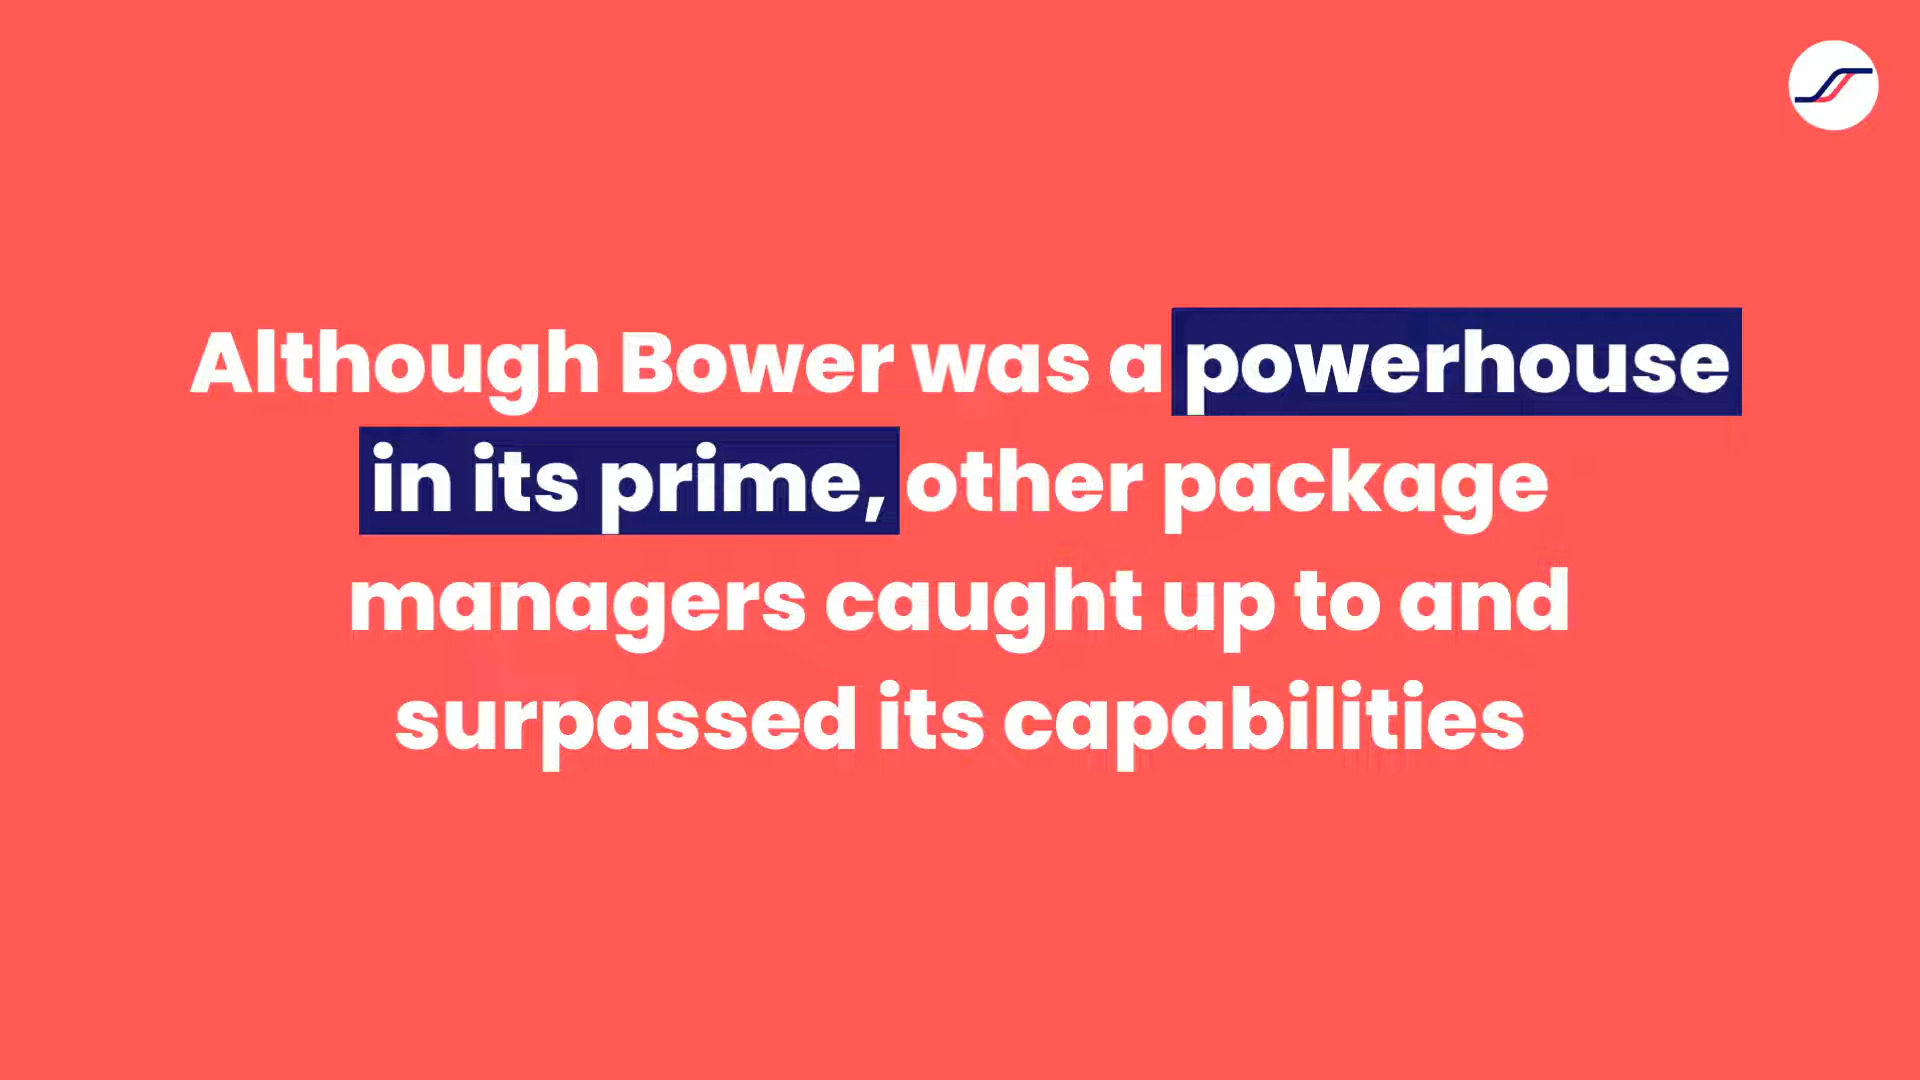 Although Bower was a powerhouse
in its prime, other package
managers caught up to and
surpassed its capabilities